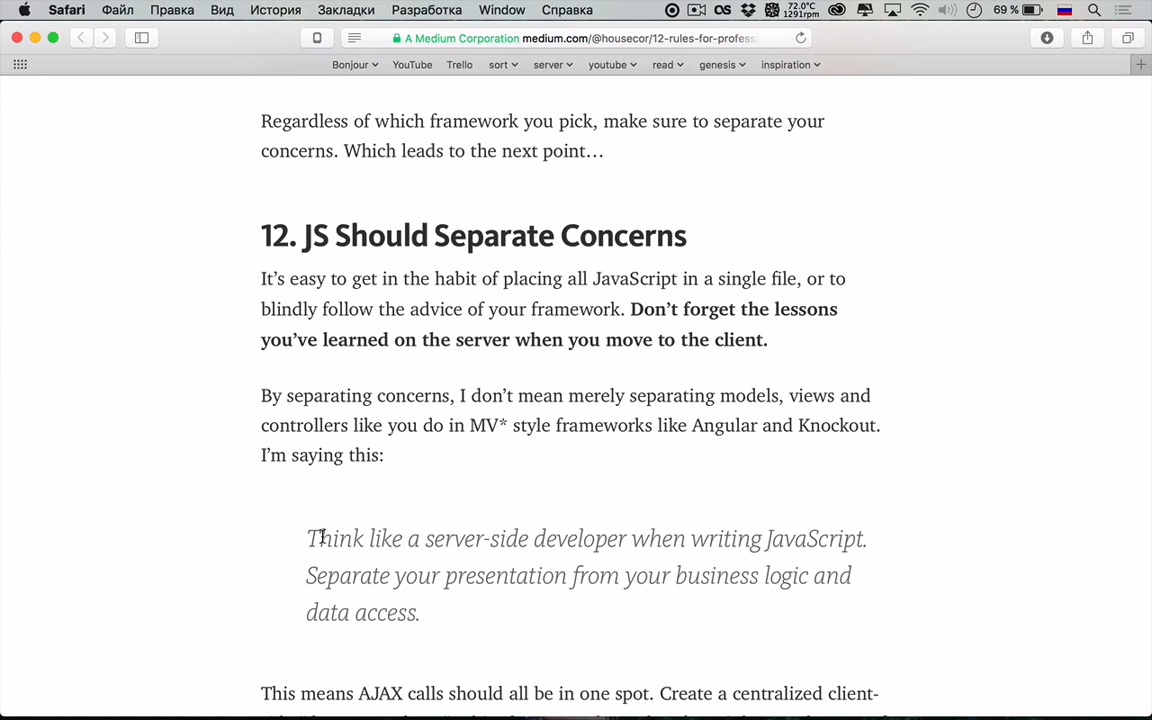 Safari Файл Правка Вид История Закладки Разработка Window Справка 72.0°C 1291rpm 69 %
A Medium Corporation medium.com/@housecor/12-rules-for-profess
Bonjour YouTube Trello sort server youtube read genesis inspiration
Regardless of which framework you pick, make sure to separate your
concerns. Which leads to the next point…
12. JS Should Separate Concerns
It’s easy to get in the habit of placing all JavaScript in a single file, or to
blindly follow the advice of your framework. Don’t forget the lessons
you’ve learned on the server when you move to the client.
By separating concerns, I don’t mean merely separating models, views and
controllers like you do in MV* style frameworks like Angular and Knockout.
I’m saying this:
Think like a server-side developer when writing JavaScript.
Separate your presentation from your business logic and
data access.
This means AJAX calls should all be in one spot. Create a centralized client-